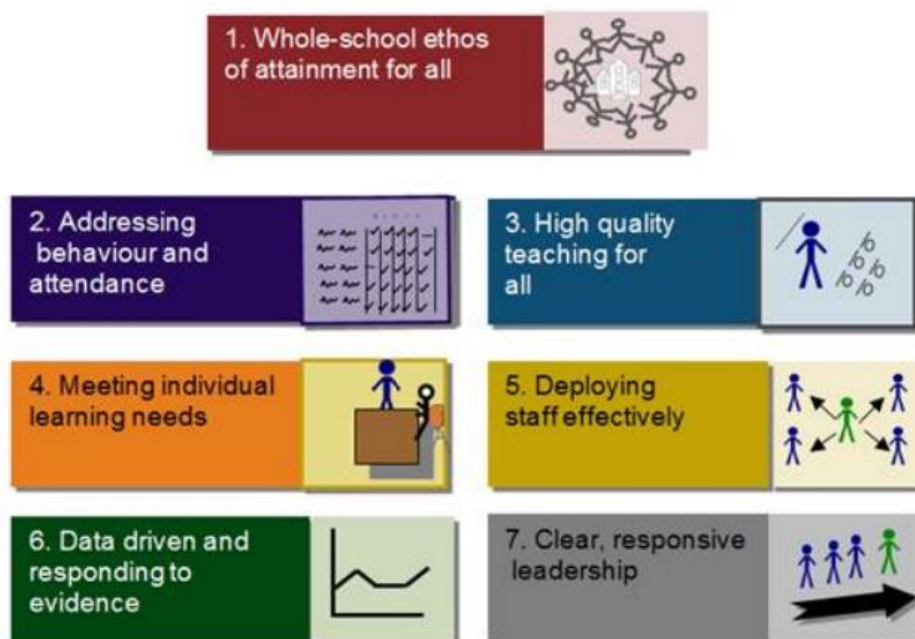 1. Whole-school ethos
of attainment for all
2. Addressing
behaviour and
attendance
3. High quality
teaching for
all
4. Meeting individual
learning needs
5. Deploying
staff effectively
6. Data driven and
responding to
evidence
7. Clear, responsive
leadership